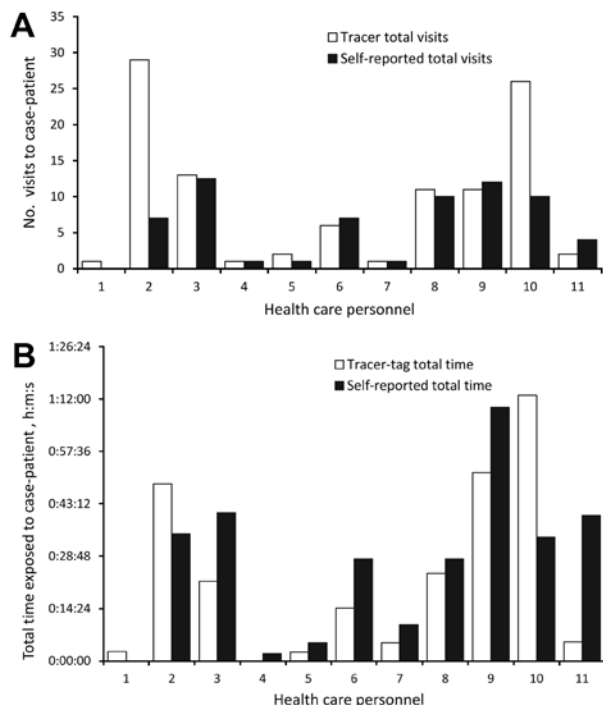 A
35
Tracer total visits
30
Self-reported total visits
25
20
15
10
5
0
No. visits to case-patient
1 2 3 4 5 6 7 8 9 10 11
Health care personnel
B
1:26:24
Tracer-tag total time
1:12:00
Self-reported total time
0:57:36
0:43:12
0:28:48
0:14:24
0:00:00
Total time exposed to case-patient , h:m:s
1 2 3 4 5 6 7 8 9 10 11
Health care personnel